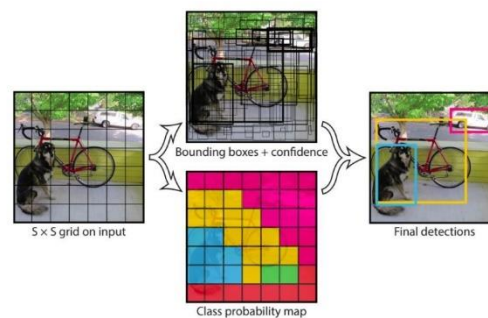 Bounding boxes + confidence
S × S grid on input
Final detections
Class probability map